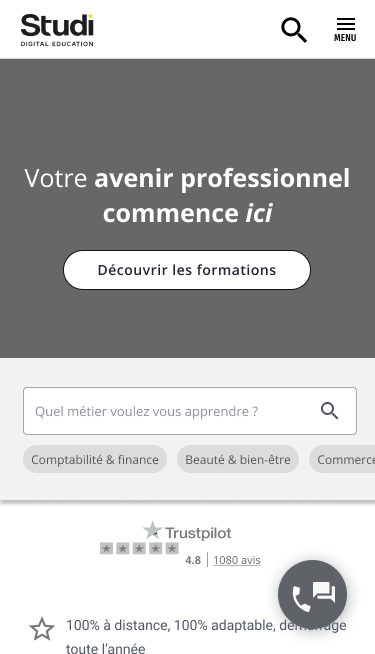 Studi
DIGITAL EDUCATION
MENU
Votre avenir professionnel
commence ici
Découvrir les formations
Quel métier voulez vous apprendre ?
Comptabilité & finance
Beauté & bien-être
Commerce
Trustpilot
4.8
1080 avis
100% à distance, 100% adaptable, démarrage
toute l’année